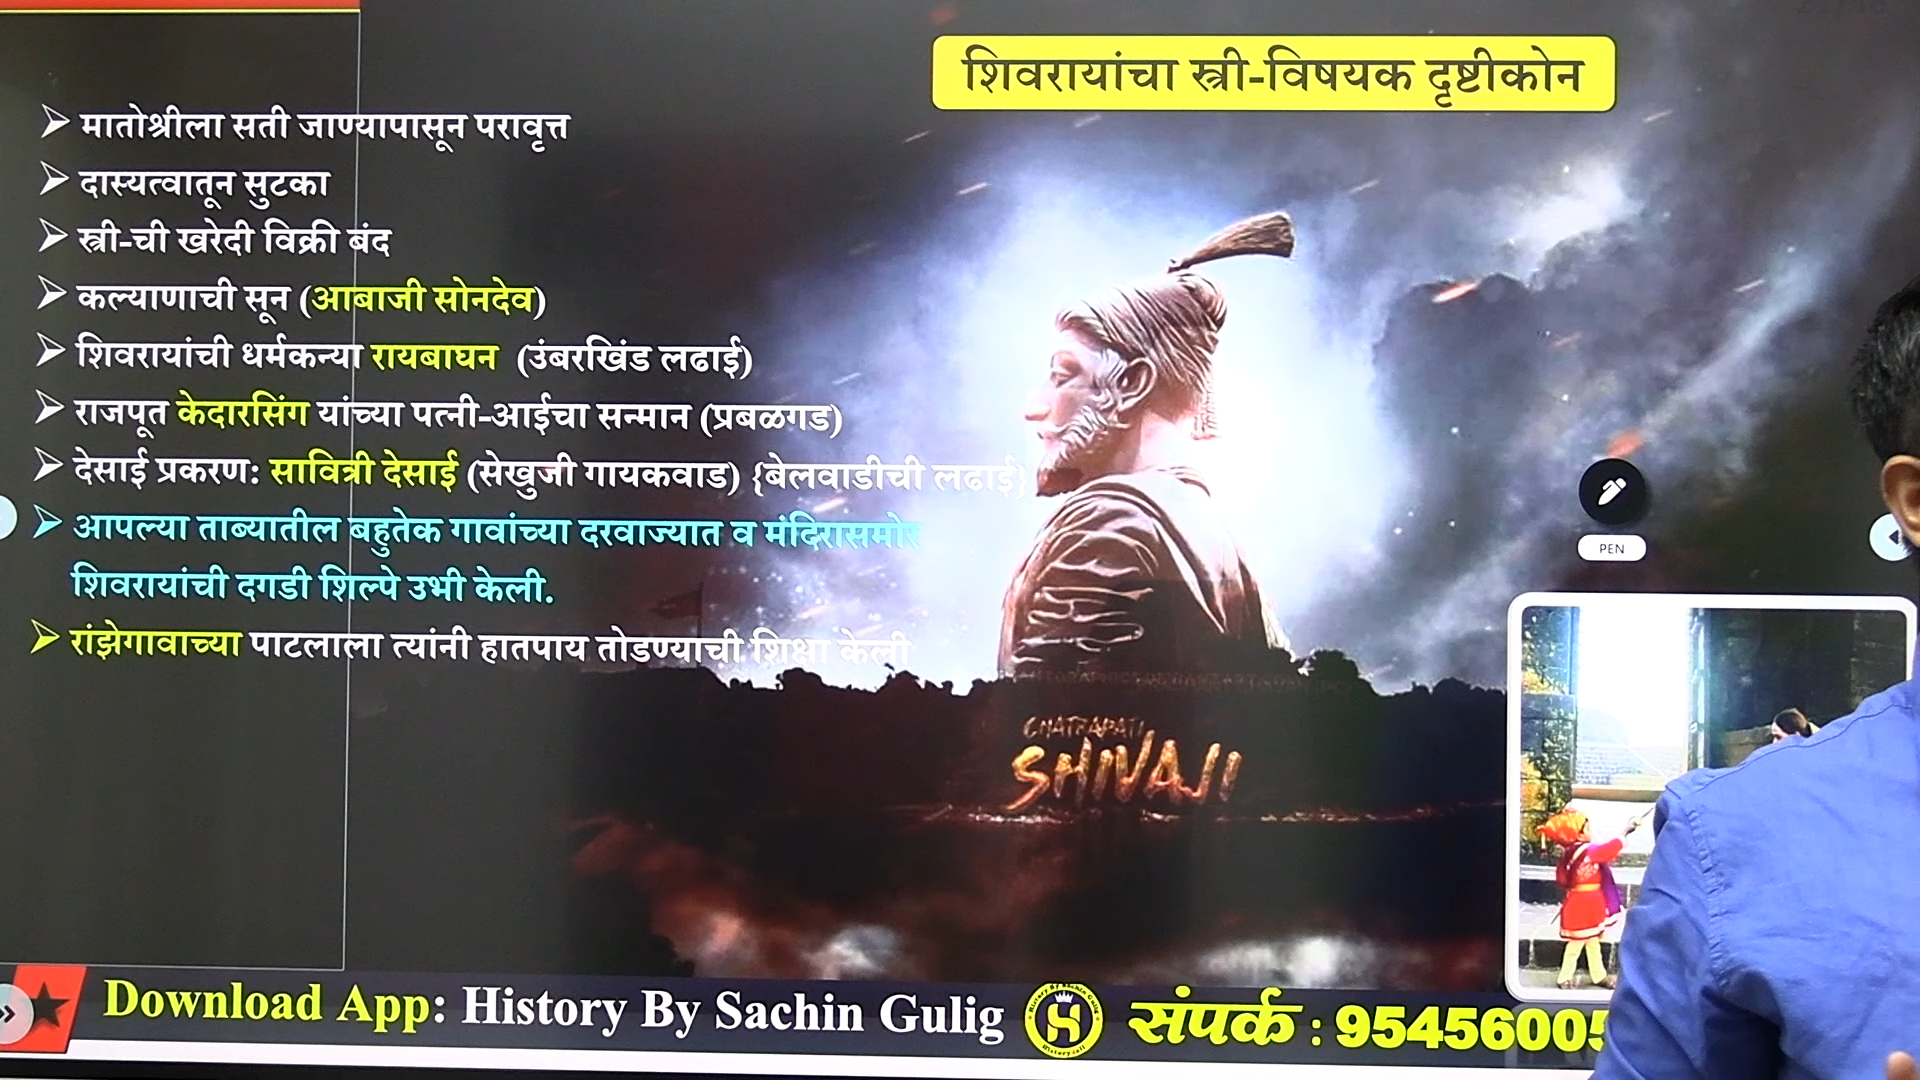 शिवरायांचा स्त्री-विषयक दृष्टीकोन
➢ मातोश्रीला सती जाण्यापासून परावृत्त
➢ दास्यत्वातून सुटका
➢ स्त्री-ची खरेदी विक्री बंद
➢ कल्याणाची सून (आबाजी सोनदेव)
➢ शिवरायांची धर्मकन्या रायबाघन (उंबरखिंड लढाई)
➢ राजपूत केदारसिंग यांच्या पत्नी-आईचा सन्मान (प्रबळगड)
➢ देसाई प्रकरण: सावित्री देसाई (सेखुजी गायकवाड) {बेलवाडीची लढाई}
➢ आपल्या ताब्यातील बहुतेक गावांच्या दरवाज्यात व मंदिरासमोर
शिवरायांची दगडी शिल्पे उभी केली.
➢ रांझेगावाच्या पाटलाला त्यांनी हातपाय तोडण्याची शिक्षा केली
PEN
CHATRAPATI
SHIVAJI
Download App: History By Sachin Gulig
संपर्क : 95456005